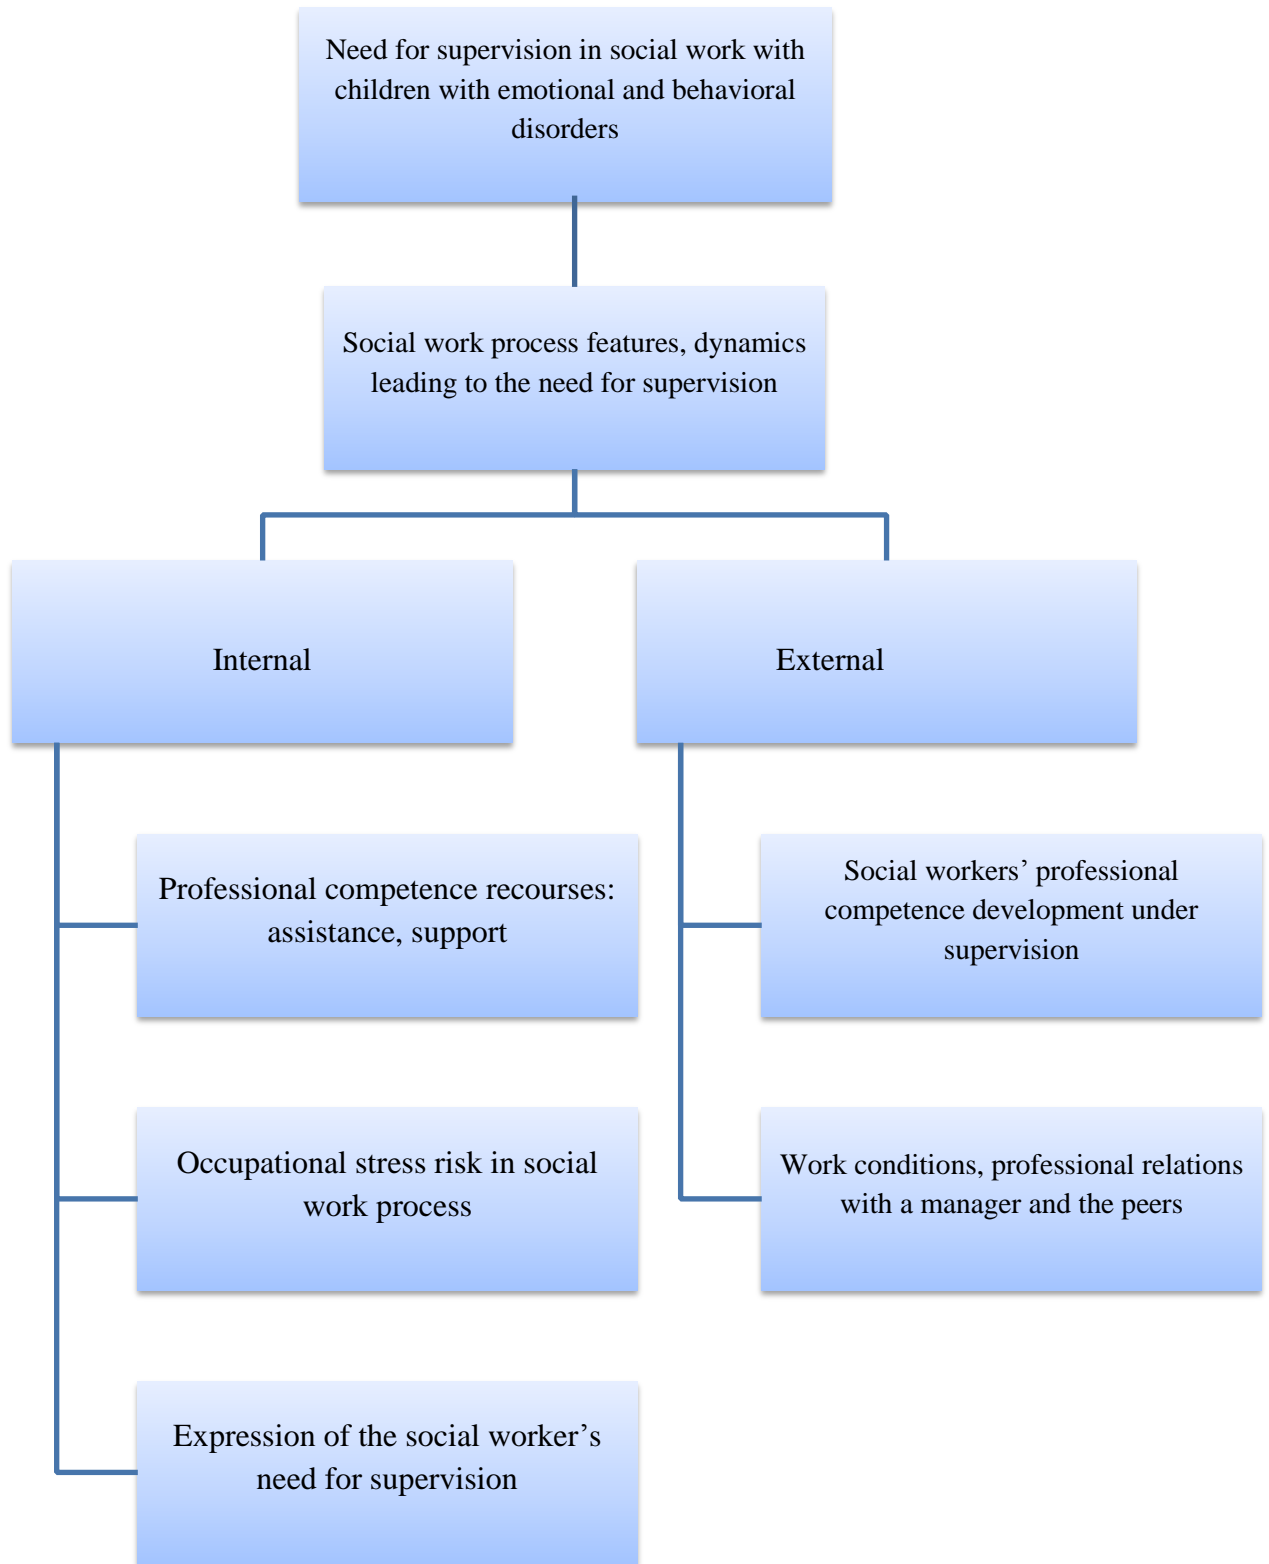 Need for supervision in social work with
children with emotional and behavioral
disorders
Social work process features, dynamics
leading to the need for supervision
Internal
External
Professional competence recourses:
assistance, support
Occupational stress risk in social
work process
Expression of the social worker’s
need for supervision
Social workers’ professional
competence development under
supervision
Work conditions, professional relations
with a manager and the peers